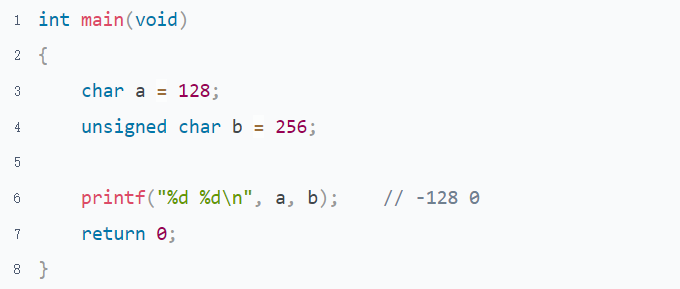 1 int main(void)
2 {
3     char a = 128;
4     unsigned char b = 256;
5
6     printf("%d %d\n", a, b);    // -128 0
7     return 0;
8 }